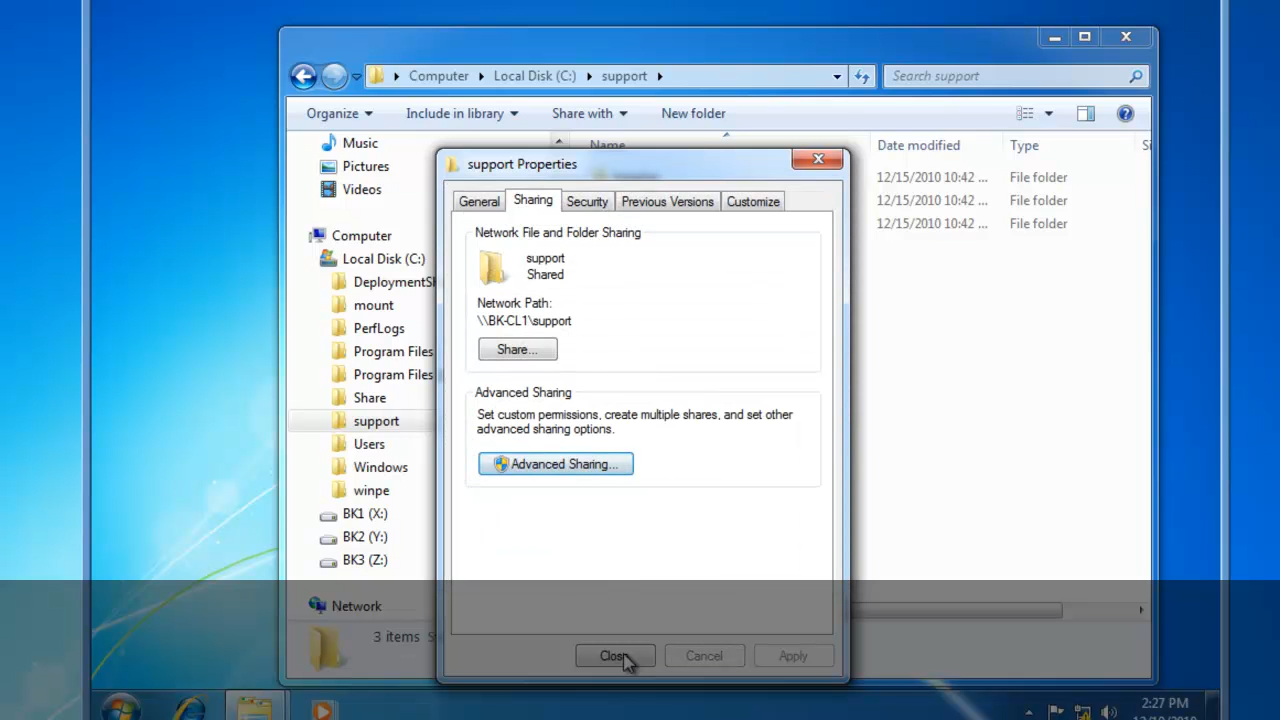 Computer Local Disk (C:) support
Search support
Organize Include in library Share with New folder
Music
Pictures
Videos
Computer
Local Disk (C:)
mount
PerfLogs
Program Files
Program Files
Share
support
Users
Windows
winpe
BK1 (X:)
BK2 (Y:)
BK3 (Z:)
Network
3 items
Name Date modified Type
12/15/2010 10:42 ... File folder
12/15/2010 10:42 ... File folder
12/15/2010 10:42 ... File folder
support Properties
General Sharing Security Previous Versions Customize
Network File and Folder Sharing
support
Shared
Network Path:
\\BK-CL1\support
Share...
Advanced Sharing
Set custom permissions, create multiple shares, and set other
advanced sharing options.
Advanced Sharing...
Close Cancel Apply
2:27 PM